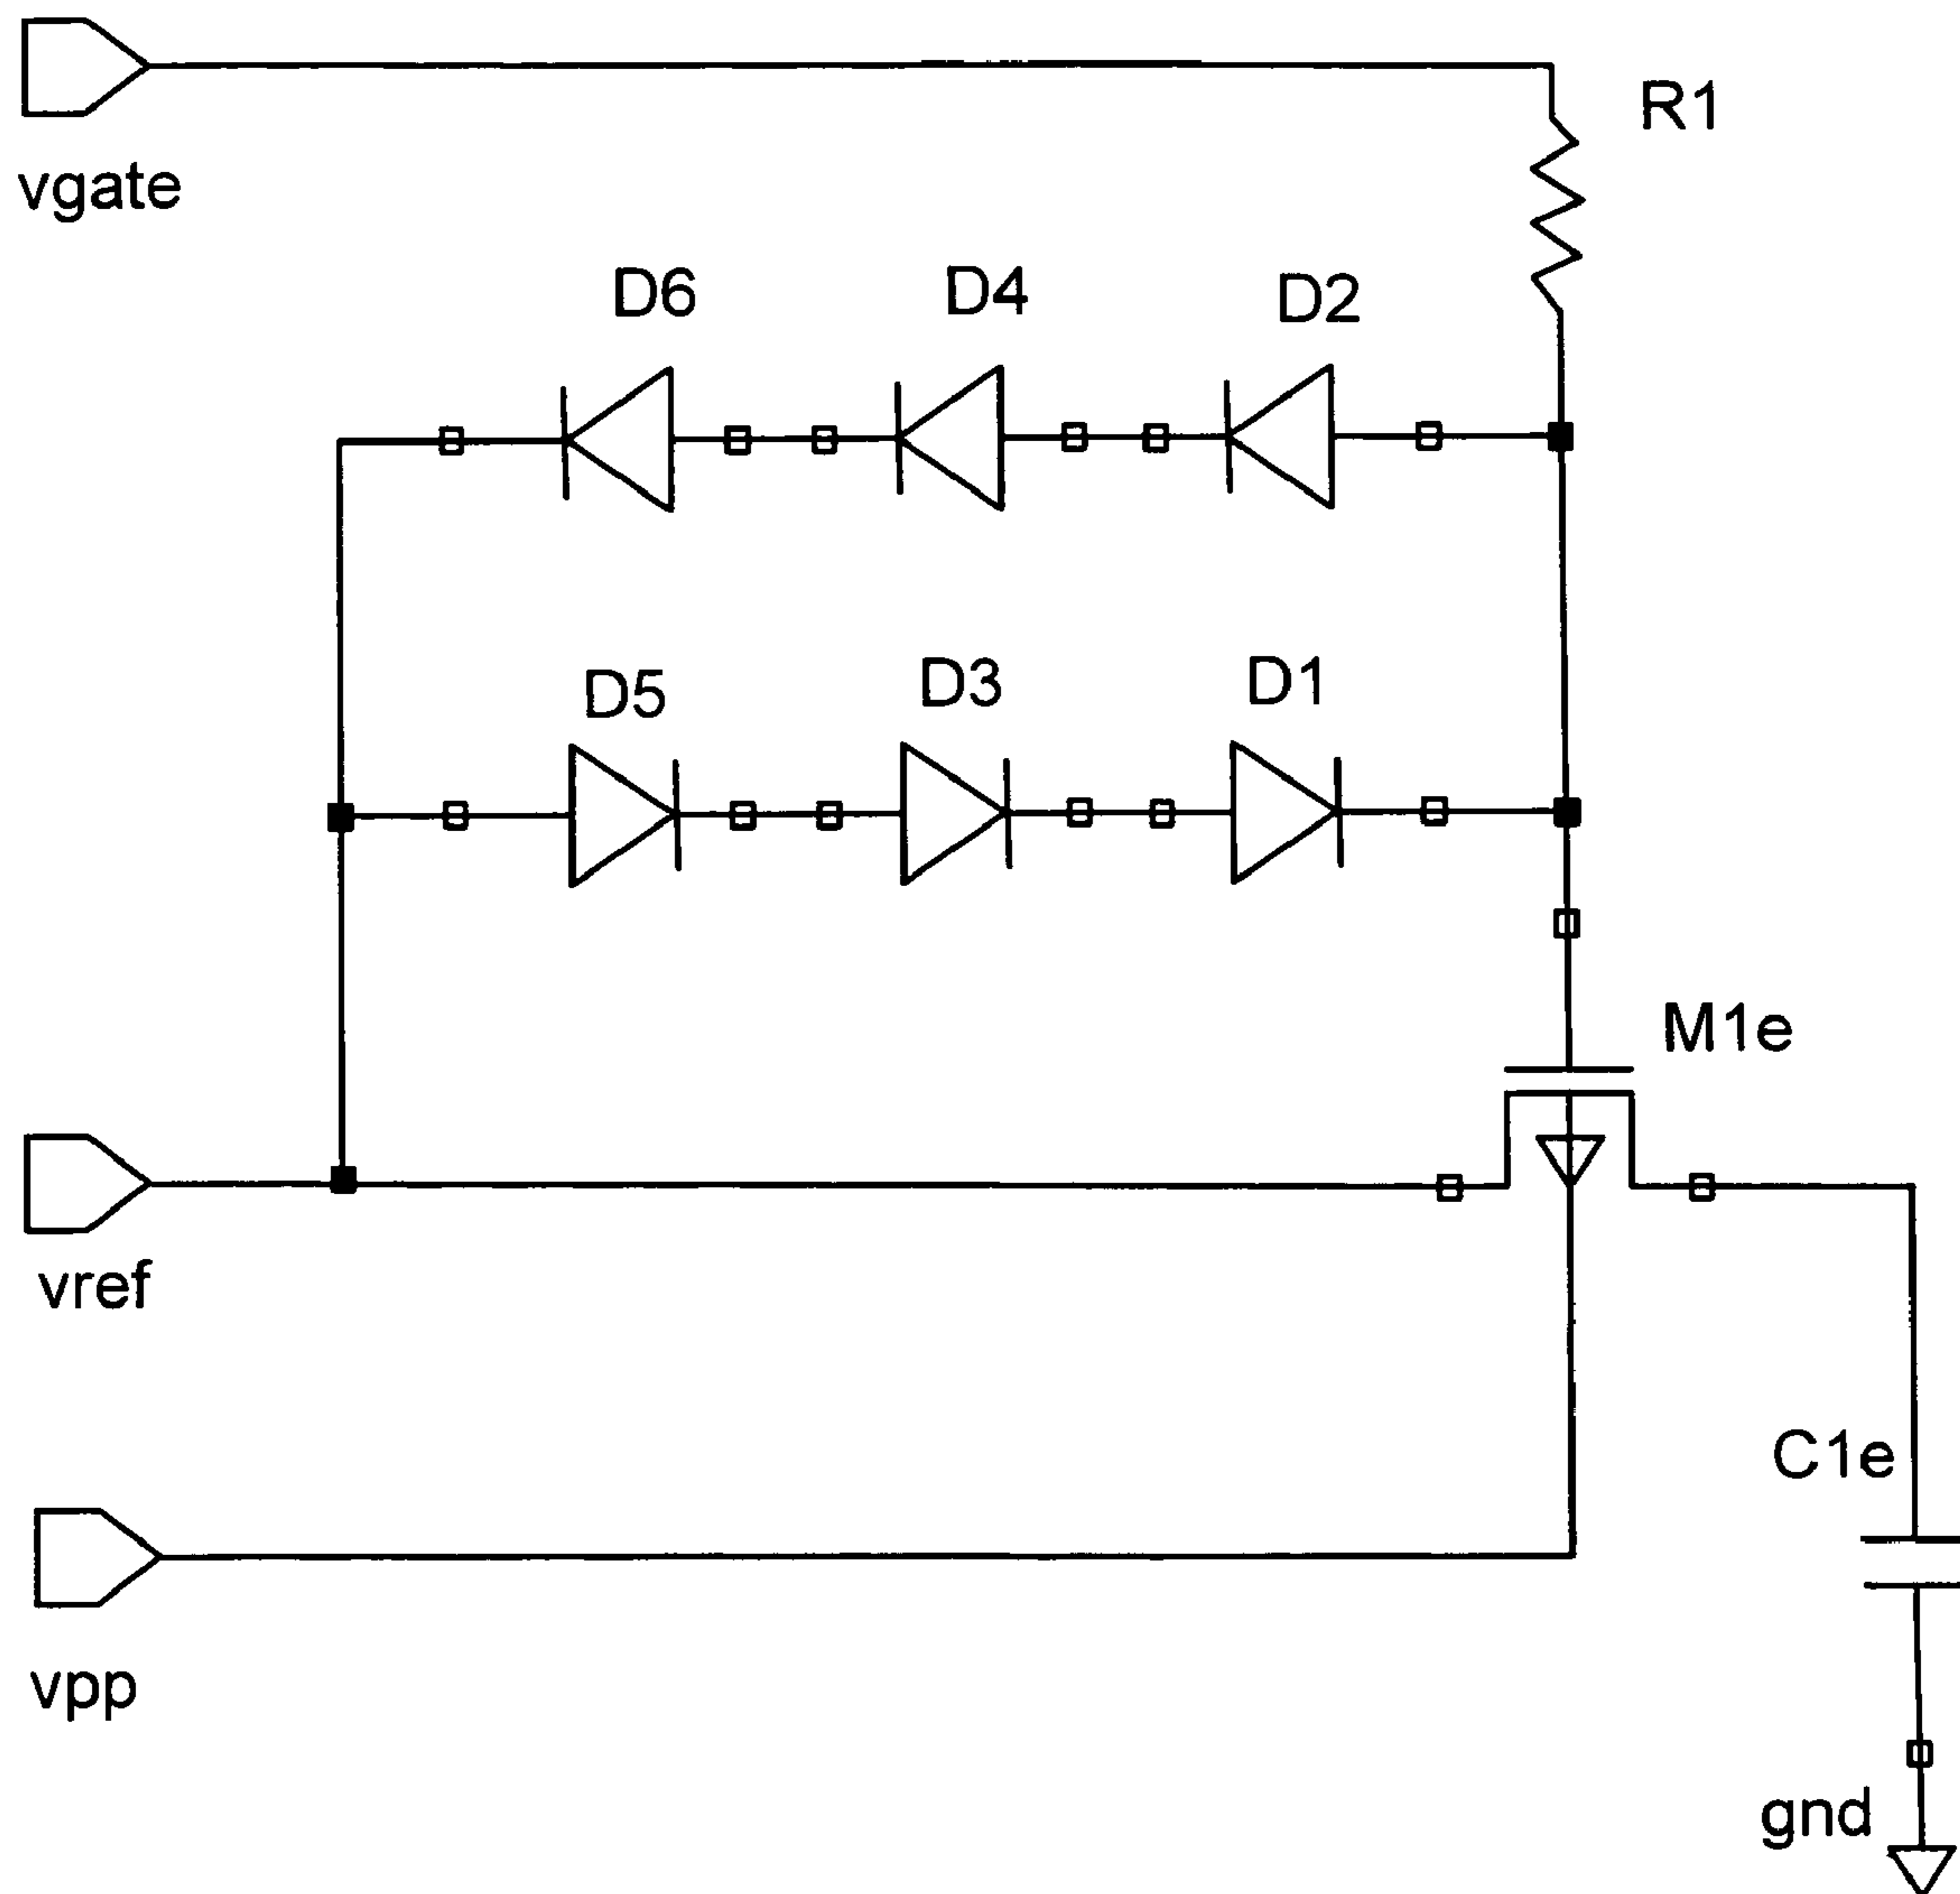 R1
vgate
D6
D4
D2
D5
D3
D1
M1e
vref
C1e
vpp
gnd